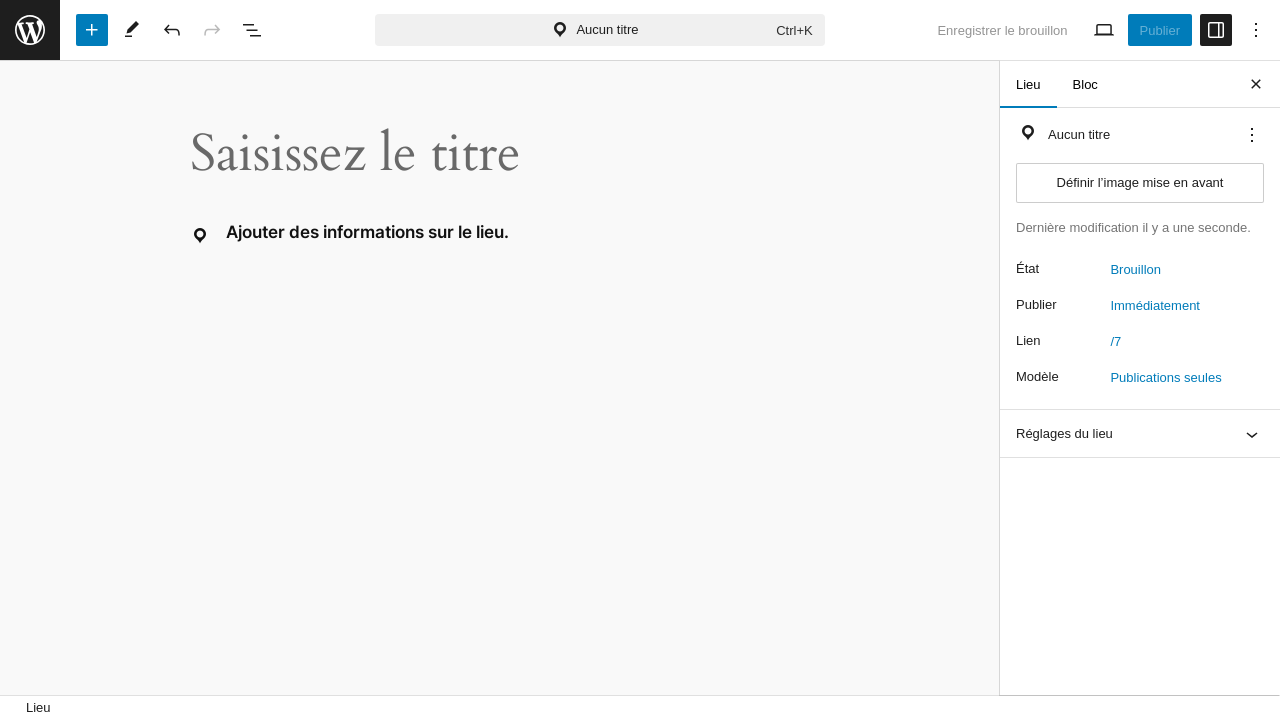 Aucun titre
Ctrl+K
Enregistrer le brouillon
Publier
Saisissez le titre
Ajouter des informations sur le lieu.
Lieu
Bloc
Aucun titre
Définir l’image mise en avant
Dernière modification il y a une seconde.
État
Brouillon
Publier
Immédiatement
Lien
/7
Modèle
Publications seules
Réglages du lieu
Lieu